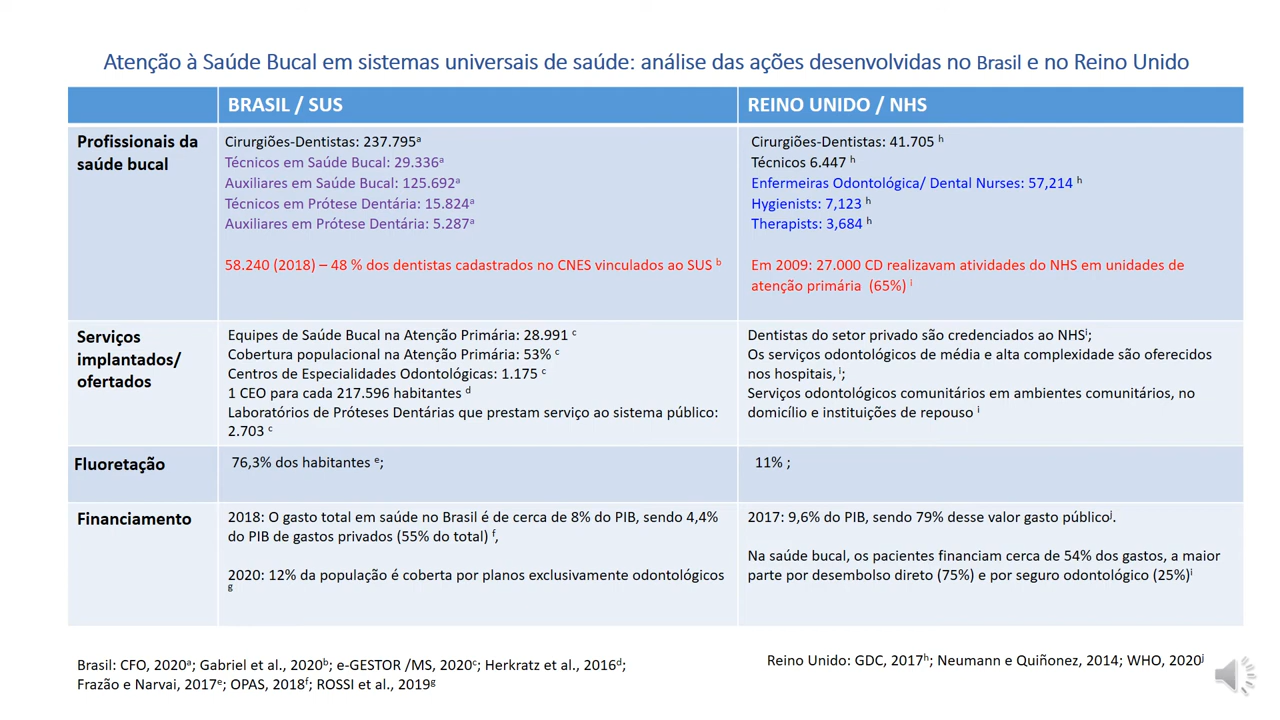 Atenção à Saúde Bucal em sistemas universais de saúde: análise das ações desenvolvidas no Brasil e no Reino Unido
BRASIL / SUS
REINO UNIDO / NHS
Profissionais da
saúde bucal
Cirurgiões-Dentistas: 237.795ª
Técnicos em Saúde Bucal: 29.336ª
Auxiliares em Saúde Bucal: 125.692ª
Técnicos em Prótese Dentária: 15.824ª
Auxiliares em Prótese Dentária: 5.287ª
58.240 (2018) – 48 % dos dentistas cadastrados no CNES vinculados ao SUS ᵇ
Cirurgiões-Dentistas: 41.705 ʰ
Técnicos 6.447 ʰ
Enfermeiras Odontológica/ Dental Nurses: 57,214 ʰ
Hygienists: 7,123 ʰ
Therapists: 3,684 ʰ
Em 2009: 27.000 CD realizavam atividades do NHS em unidades de
atenção primária (65%) ⁱ
Serviços
implantados/
ofertados
Equipes de Saúde Bucal na Atenção Primária: 28.991 ᶜ
Cobertura populacional na Atenção Primária: 53% ᶜ
Centros de Especialidades Odontológicas: 1.175 ᶜ
1 CEO para cada 217.596 habitantes ᵈ
Laboratórios de Próteses Dentárias que prestam serviço ao sistema público:
2.703 ᶜ
Dentistas do setor privado são credenciados ao NHSⁱ;
Os serviços odontológicos de média e alta complexidade são oferecidos
nos hospitais, ⁱ;
Serviços odontológicos comunitários em ambientes comunitários, no
domicílio e instituições de repouso ⁱ
Fluoretação
76,3% dos habitantes ᵉ;
11% ;
Financiamento
2018: O gasto total em saúde no Brasil é de cerca de 8% do PIB, sendo 4,4%
do PIB de gastos privados (55% do total) ᶠ,
2020: 12% da população é coberta por planos exclusivamente odontológicos
ᵍ
2017: 9,6% do PIB, sendo 79% desse valor gasto públicoʲ.
Na saúde bucal, os pacientes financiam cerca de 54% dos gastos, a maior
parte por desembolso direto (75%) e por seguro odontológico (25%)ⁱ
Brasil: CFO, 2020ª; Gabriel et al., 2020ᵇ; e-GESTOR /MS, 2020ᶜ; Herkratz et al., 2016ᵈ;
Frazão e Narvai, 2017ᵉ; OPAS, 2018ᶠ; ROSSI et al., 2019ᵍ
Reino Unido: GDC, 2017ʰ; Neumann e Quiñonez, 2014; WHO, 2020ʲ